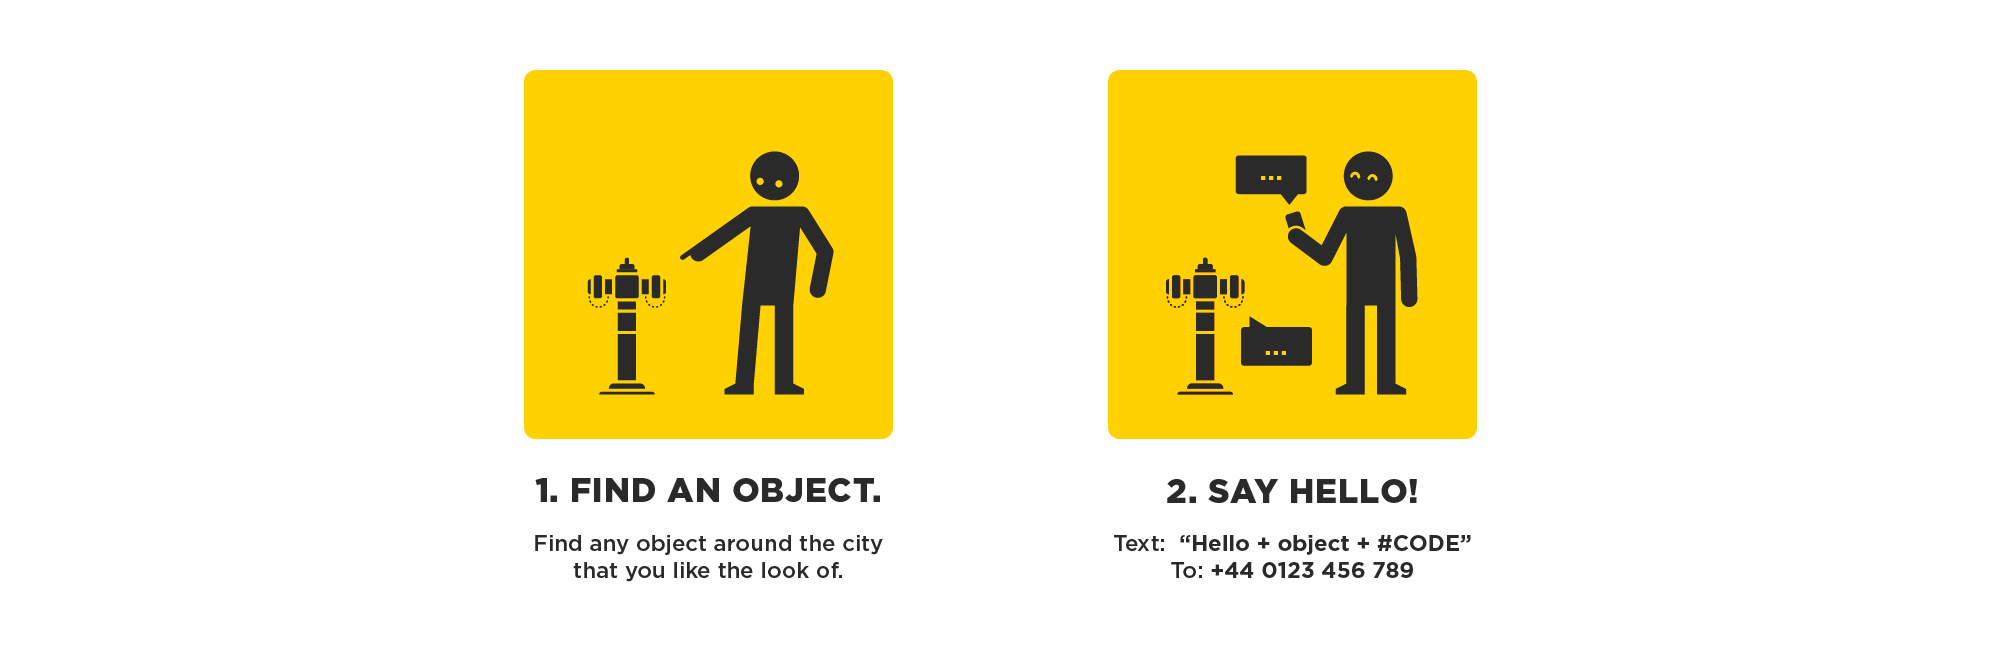 1. FIND AN OBJECT.
Find any object around the city
that you like the look of.
2. SAY HELLO!
Text: “Hello + object + #CODE”
To: +44 0123 456 789